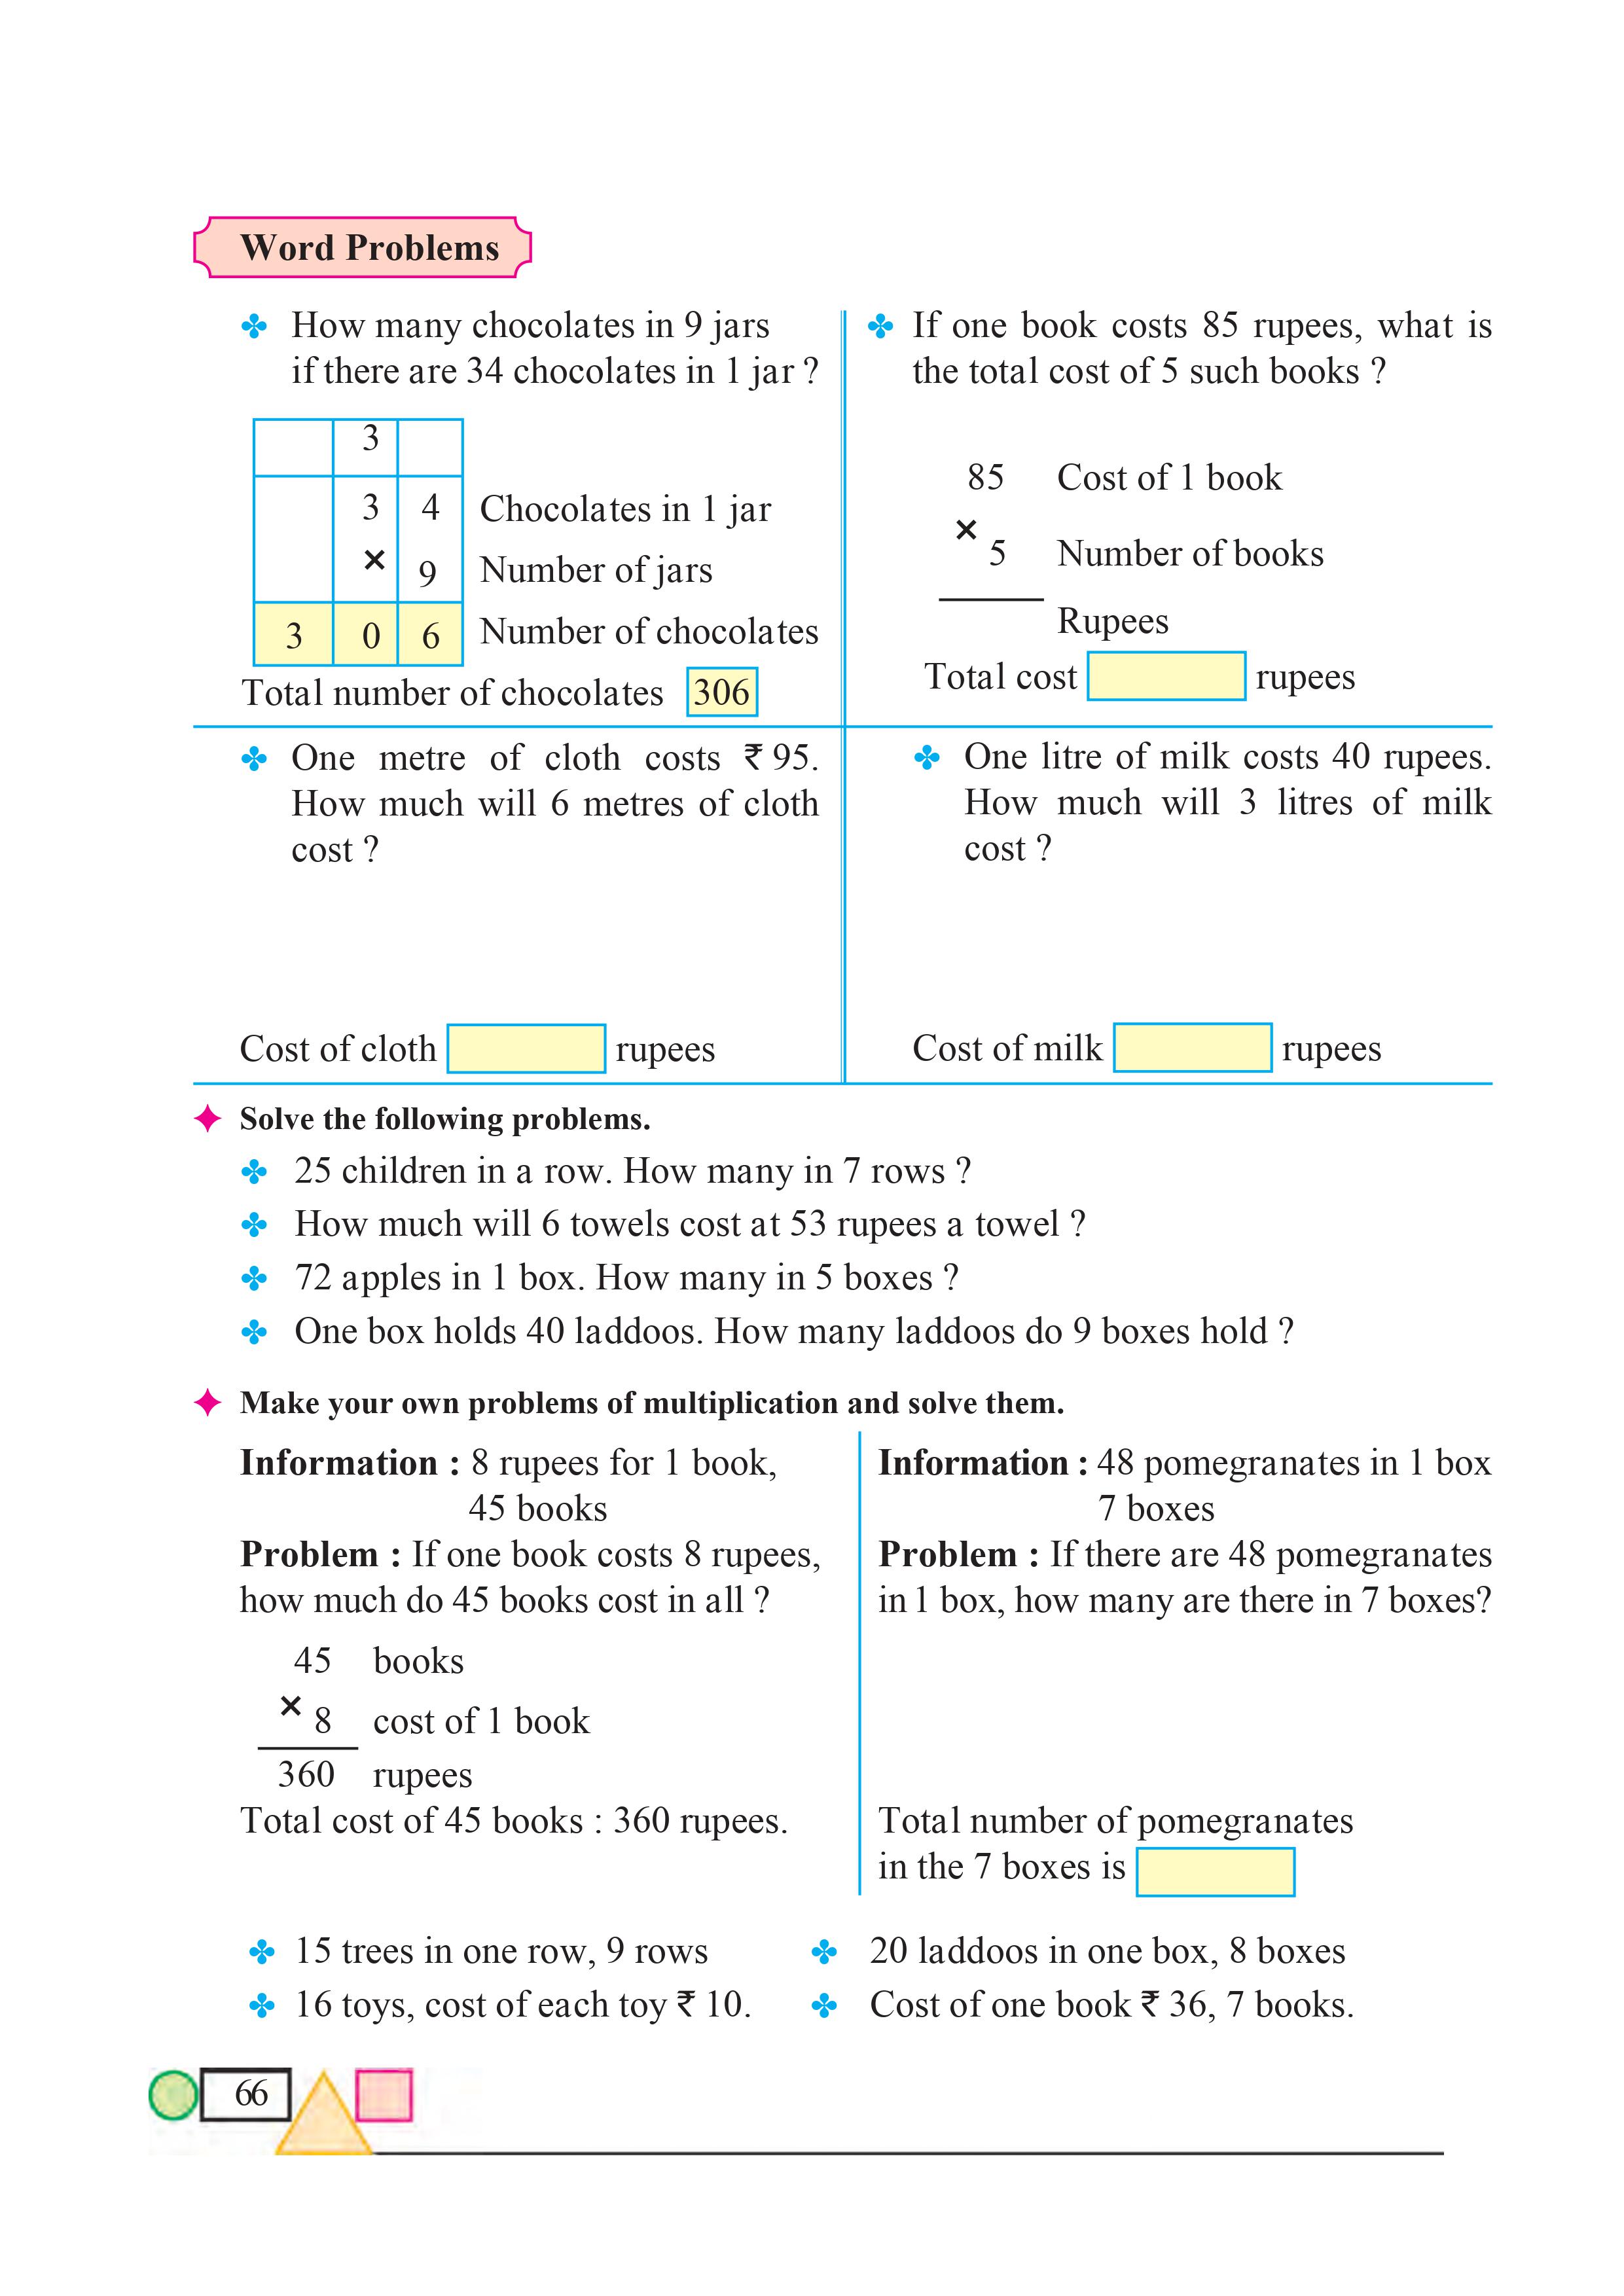 Word Problems
How many chocolates in 9 jars
if there are 34 chocolates in 1 jar ?
3
3 4 Chocolates in 1 jar
× 9 Number of jars
3 0 6 Number of chocolates
Total number of chocolates 306
If one book costs 85 rupees, what is
the total cost of 5 such books ?
85 Cost of 1 book
× 5 Number of books
Rupees
Total cost rupees
One metre of cloth costs ₹ 95.
How much will 6 metres of cloth
cost ?
Cost of cloth rupees
One litre of milk costs 40 rupees.
How much will 3 litres of milk
cost ?
Cost of milk rupees
Solve the following problems.
25 children in a row. How many in 7 rows ?
How much will 6 towels cost at 53 rupees a towel ?
72 apples in 1 box. How many in 5 boxes ?
One box holds 40 laddoos. How many laddoos do 9 boxes hold ?
Make your own problems of multiplication and solve them.
Information : 8 rupees for 1 book,
45 books
Problem : If one book costs 8 rupees,
how much do 45 books cost in all ?
45 books
× 8 cost of 1 book
360 rupees
Total cost of 45 books : 360 rupees.
Information : 48 pomegranates in 1 box
7 boxes
Problem : If there are 48 pomegranates
in 1 box, how many are there in 7 boxes?
Total number of pomegranates
in the 7 boxes is
15 trees in one row, 9 rows
20 laddoos in one box, 8 boxes
16 toys, cost of each toy ₹ 10.
Cost of one book ₹ 36, 7 books.
66